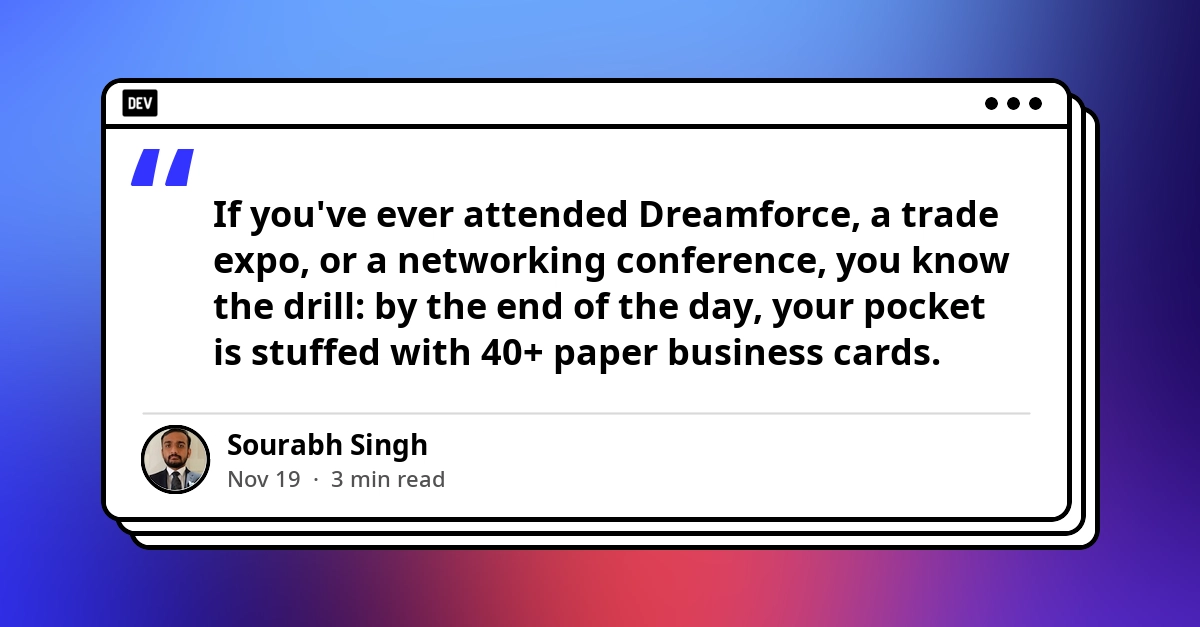 DEV
If you've ever attended Dreamforce, a trade
expo, or a networking conference, you know
the drill: by the end of the day, your pocket
is stuffed with 40+ paper business cards.
Sourabh Singh
Nov 19 · 3 min read